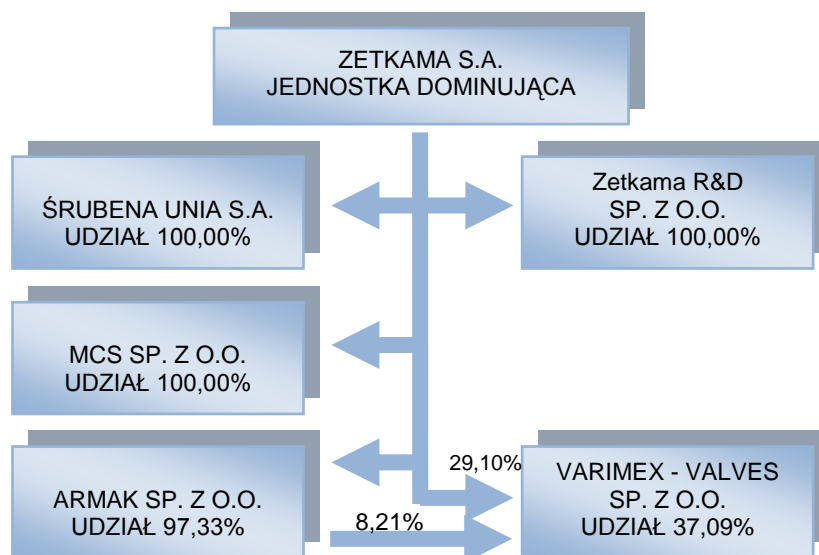 ZETKAMA S.A.
JEDNOSTKA DOMINUJĄCA
ŚRUBENA UNIA S.A.
UDZIAŁ 100,00%
Zetkama R&D
SP. Z O.O.
UDZIAŁ 100,00%
MCS SP. Z O.O.
UDZIAŁ 100,00%
ARMAK SP. Z O.O.
UDZIAŁ 97,33%
29,10%
8,21%
VARIMEX - VALVES
SP. Z O.O.
UDZIAŁ 37,09%